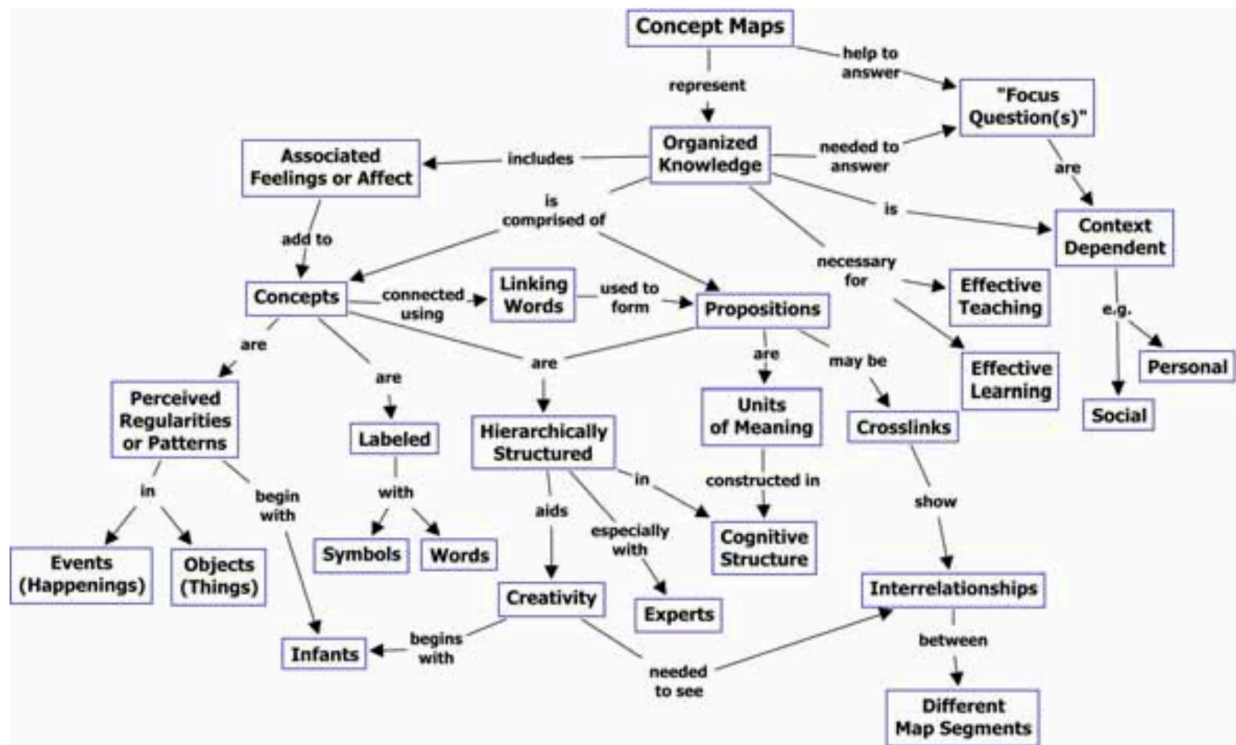 Concept Maps
help to
answer
represent
"Focus
Question(s)"
Organized
Knowledge
needed to
answer
includes
Associated
Feelings or Affect
are
is
comprised of
is
Context
Dependent
add to
necessary
for
Concepts
connected
using
Linking
Words
used to
form
Propositions
Effective
Teaching
e.g.
are
are
are
are
may be
Effective
Learning
Personal
Perceived
Regularities
or Patterns
Labeled
Hierarchically
Structured
Units
of Meaning
Crosslinks
Social
in
begin
with
with
aids
in
especially
with
constructed in
show
Events
(Happenings)
Objects
(Things)
Symbols
Words
Cognitive
Structure
Creativity
Experts
Interrelationships
Infants
begins
with
needed
to see
between
Different
Map Segments